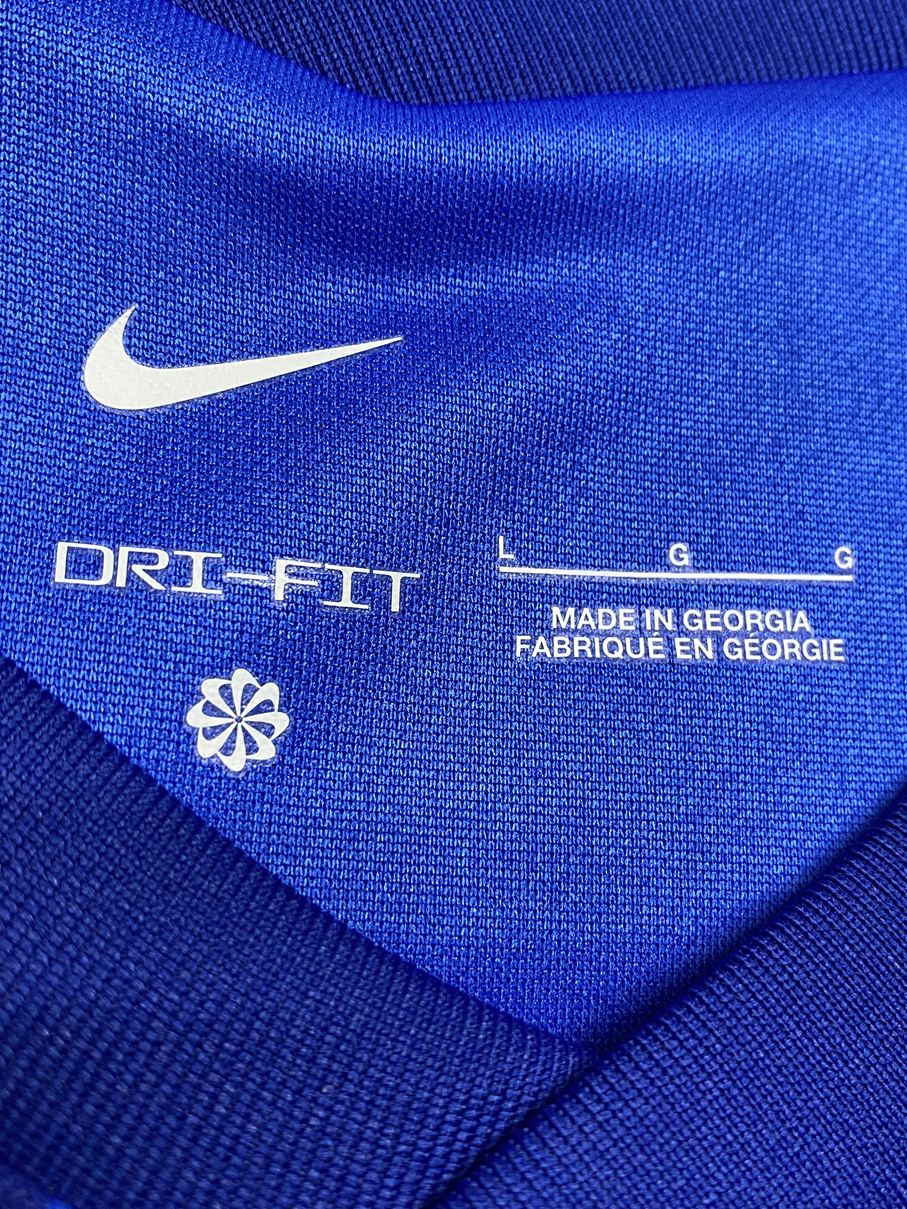 DRI-FIT
L G G
MADE IN GEORGIA
FABRIQUÉ EN GÉORGIE